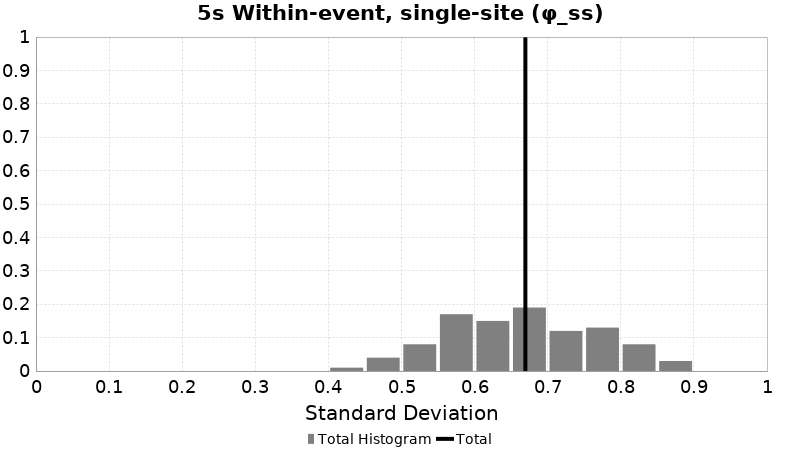 5s Within-event, single-site (φ_ss)
1
0.9
0.8
0.7
0.6
0.5
0.4
0.3
0.2
0.1
0
0 0.1 0.2 0.3 0.4 0.5 0.6 0.7 0.8 0.9 1
Standard Deviation
Total Histogram Total